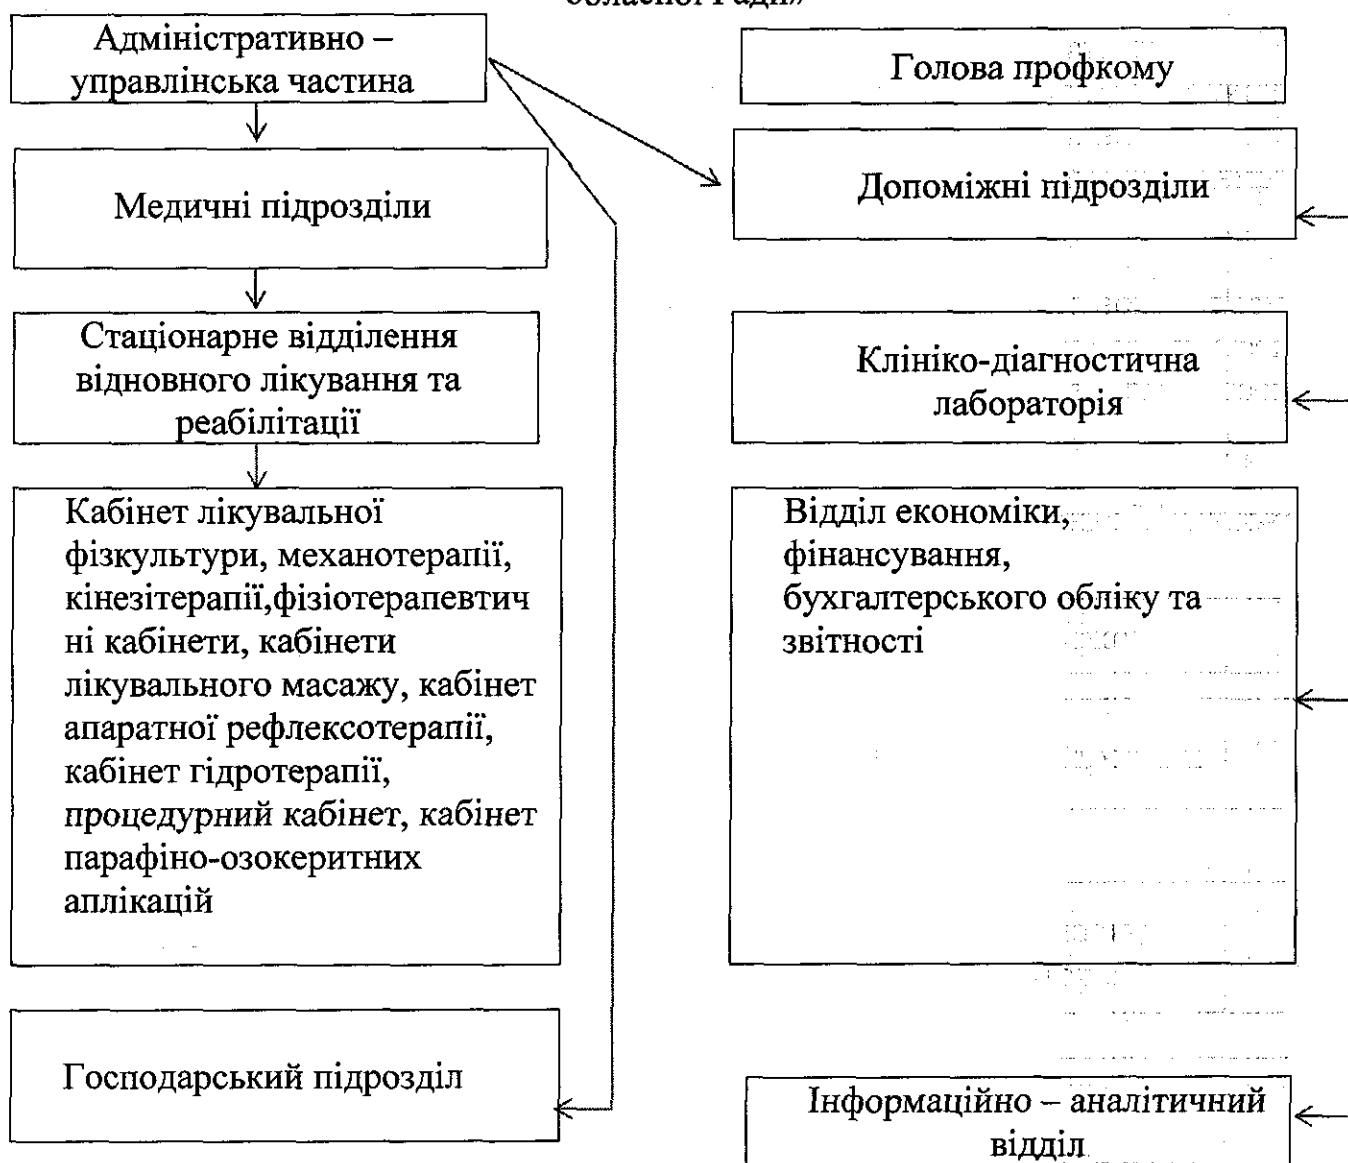 обласної Ради»
Адміністративно –
управлінська частина
Голова профкому
Медичні підрозділи
Допоміжні підрозділи
Стаціонарне відділення
відновного лікування та
реабілітації
Клініко-діагностична
лабораторія
Кабінет лікувальної
фізкультури, механотерапії,
кінезітерапії,фізіотерапевтич
ні кабінети, кабінети
лікувального масажу, кабінет
апаратної рефлексотерапії,
кабінет гідротерапії,
процедурний кабінет, кабінет
парафіно-озокеритних
аплікацій
Відділ економіки,
фінансування,
бухгалтерського обліку та
звітності
Господарський підрозділ
Інформаційно – аналітичний
відділ